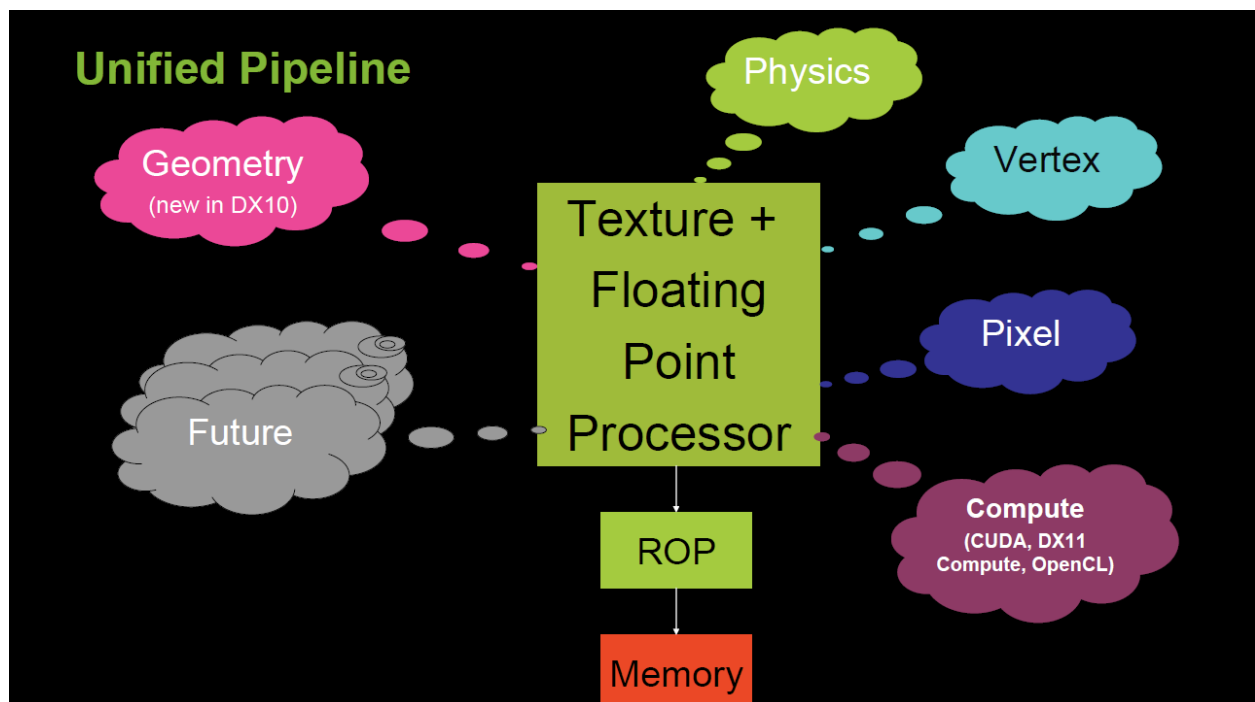 Unified Pipeline
Physics
Geometry
(new in DX10)
Vertex
Texture +
Floating
Point
Processor
Pixel
Future
Compute
(CUDA, DX11
Compute, OpenCL)
ROP
Memory